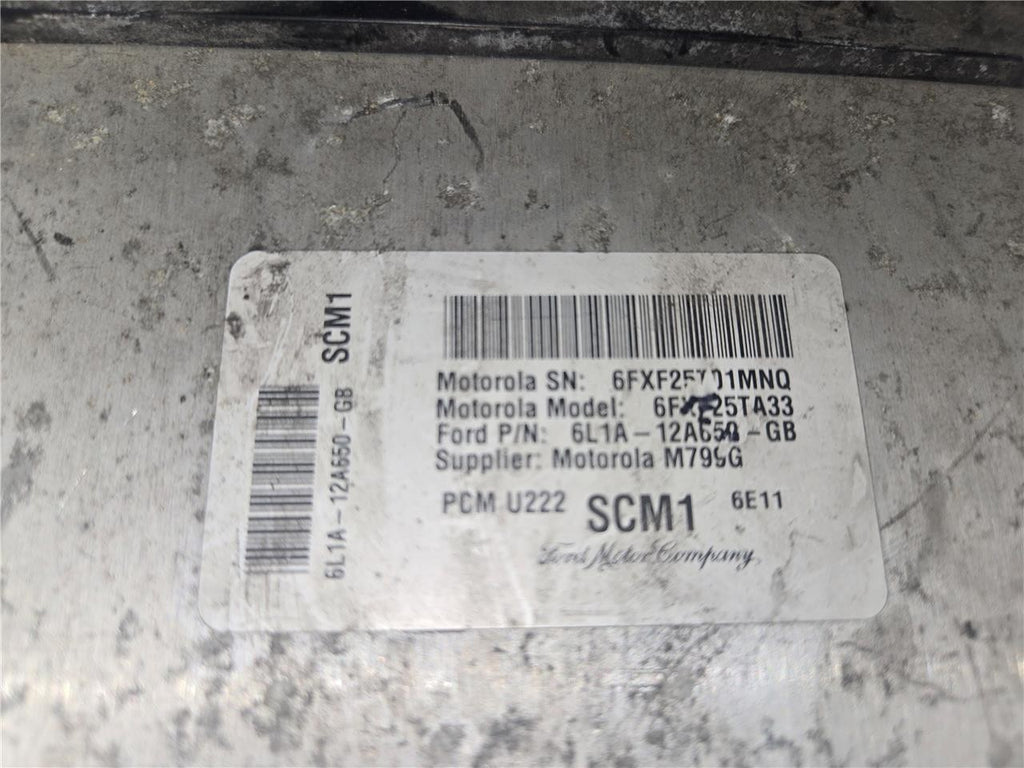 SCM1
6L1A-12A650-GB
Motorola SN:
Motorola Model:
Ford P/N: 6L1A-12A650-GB
Supplier: Motorola
PCM U222 SCM1 6E11
Ford Motor Company